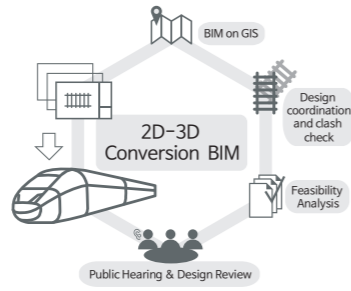 BIM on GIS
Design
coordination
and clash
check
2D-3D
Conversion BIM
Feasibility
Analysis
Public Hearing & Design Review